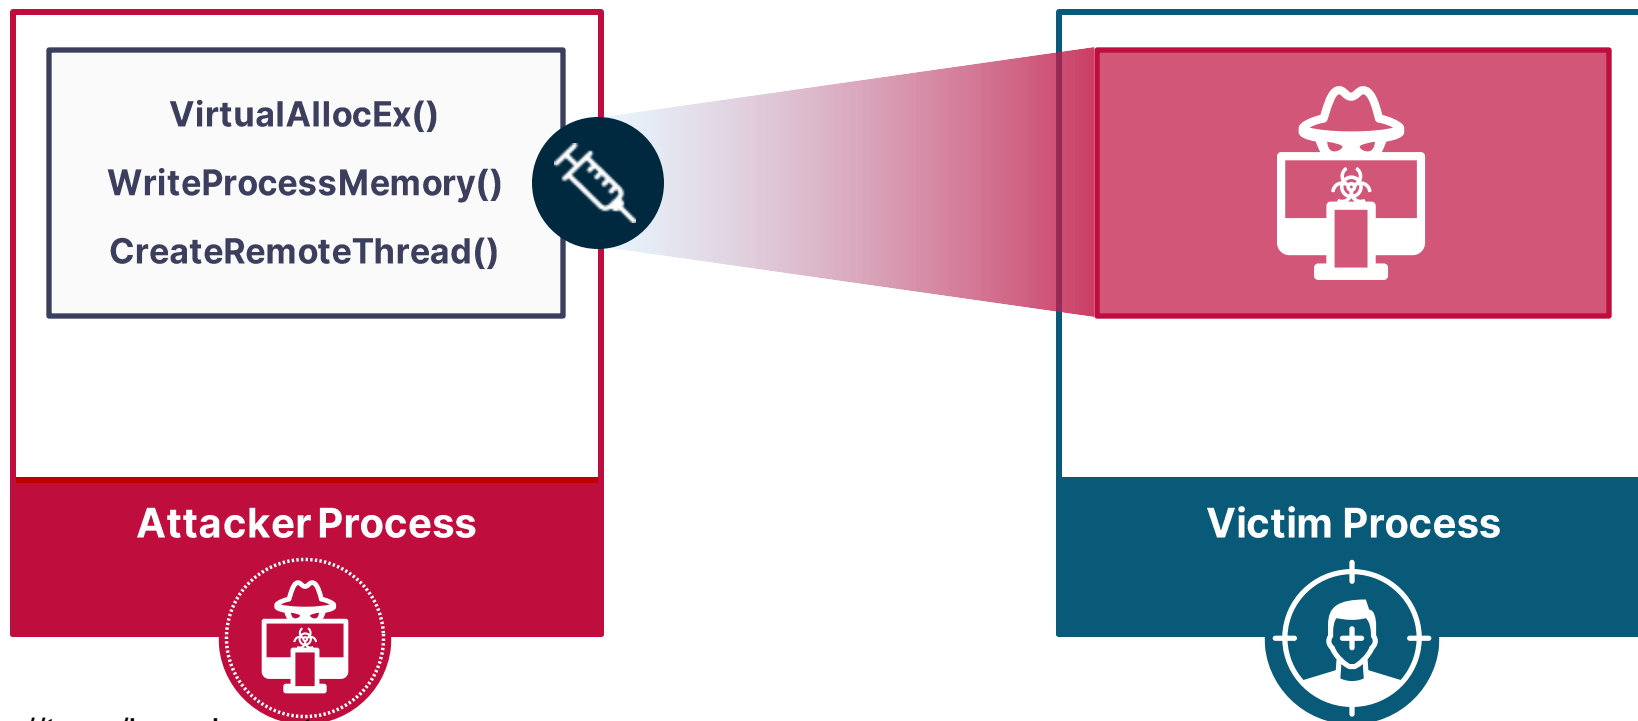 VirtualAllocEx()
WriteProcessMemory()
CreateRemoteThread()
Attacker Process
Victim Process